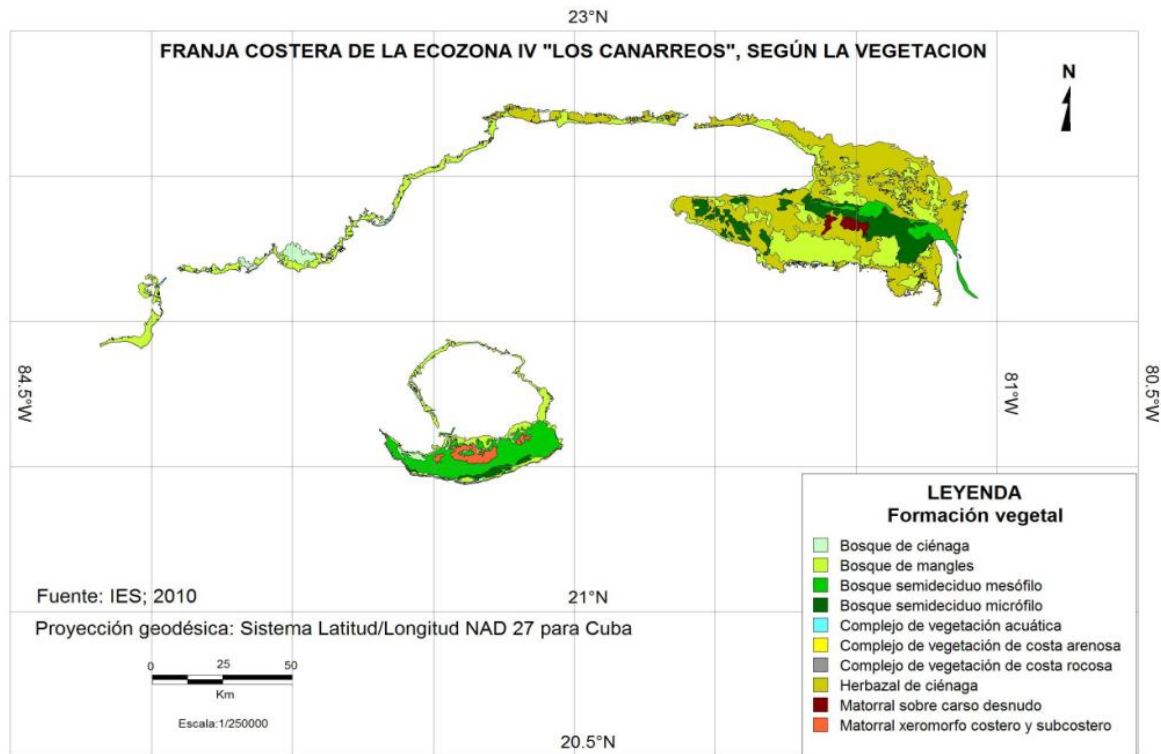 23°N
FRANJA COSTERA DE LA ECOZONA IV "LOS CANARREOS", SEGÚN LA VEGETACION
N
84.5°W
81°W
80.5°W
LEYENDA
Formación vegetal
Bosque de ciénaga
Bosque de mangles
Bosque semideciduo mesófilo
Bosque semideciduo micrófilo
Complejo de vegetación acuática
Complejo de vegetación de costa arenosa
Complejo de vegetación de costa rocosa
Herbazal de ciénaga
Matorral sobre carso desnudo
Matorral xeromorfo costero y subcostero
Fuente: IES; 2010
21°N
Proyección geodésica: Sistema Latitud/Longitud NAD 27 para Cuba
0 25 50
Km
Escala:1/250000
20.5°N